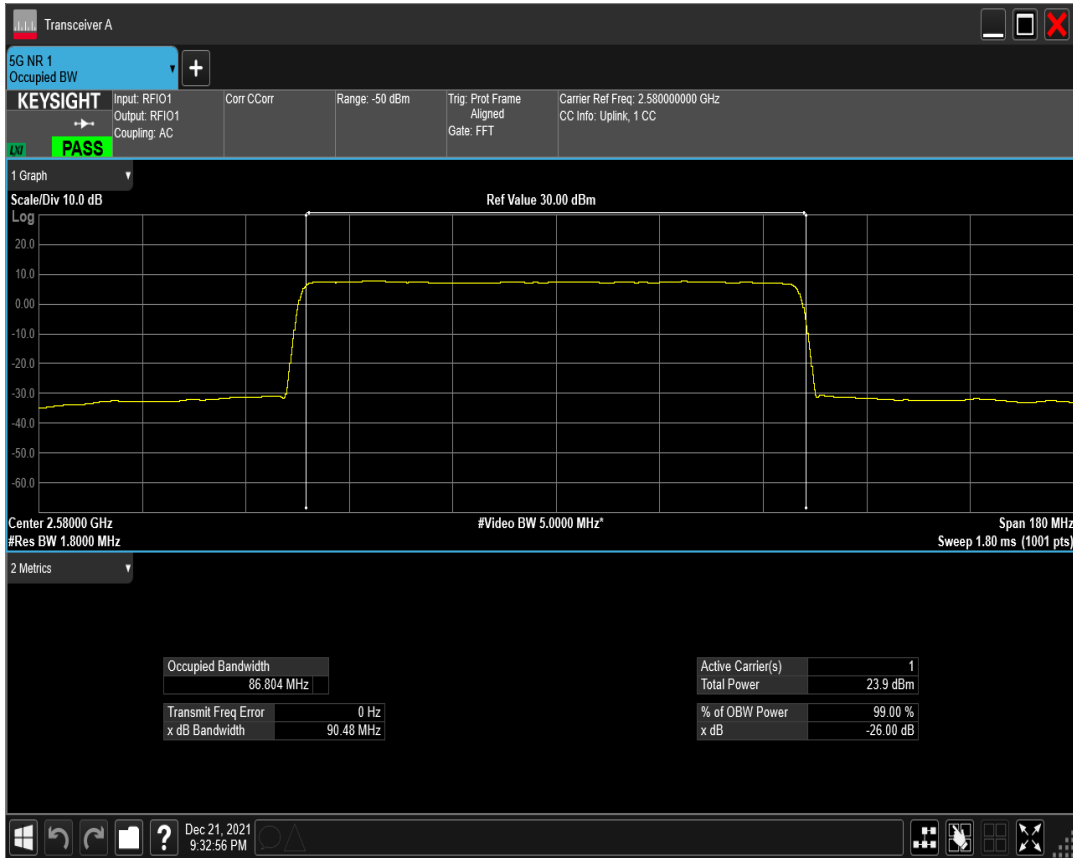 Transceiver A
5G NR 1
Occupied BW
KEYSIGHT
LXI
PASS
Input: RFIO1
Output: RFIO1
Coupling: AC
Corr CCorr
Range: -50 dBm
Trig: Prot Frame
Aligned
Gate: FFT
Carrier Ref Freq: 2.580000000 GHz
CC Info: Uplink, 1 CC
1 Graph
Scale/Div 10.0 dB
Ref Value 30.00 dBm
Log
20.0
10.0
0.00
-10.0
-20.0
-30.0
-40.0
-50.0
-60.0
Center 2.58000 GHz
#Video BW 5.0000 MHz*
Span 180 MHz
#Res BW 1.8000 MHz
Sweep 1.80 ms (1001 pts)
2 Metrics
Occupied Bandwidth
86.804 MHz
Transmit Freq Error 0 Hz
x dB Bandwidth 90.48 MHz
Active Carrier(s) 1
Total Power 23.9 dBm
% of OBW Power 99.00 %
x dB -26.00 dB
Dec 21, 2021
9:32:56 PM